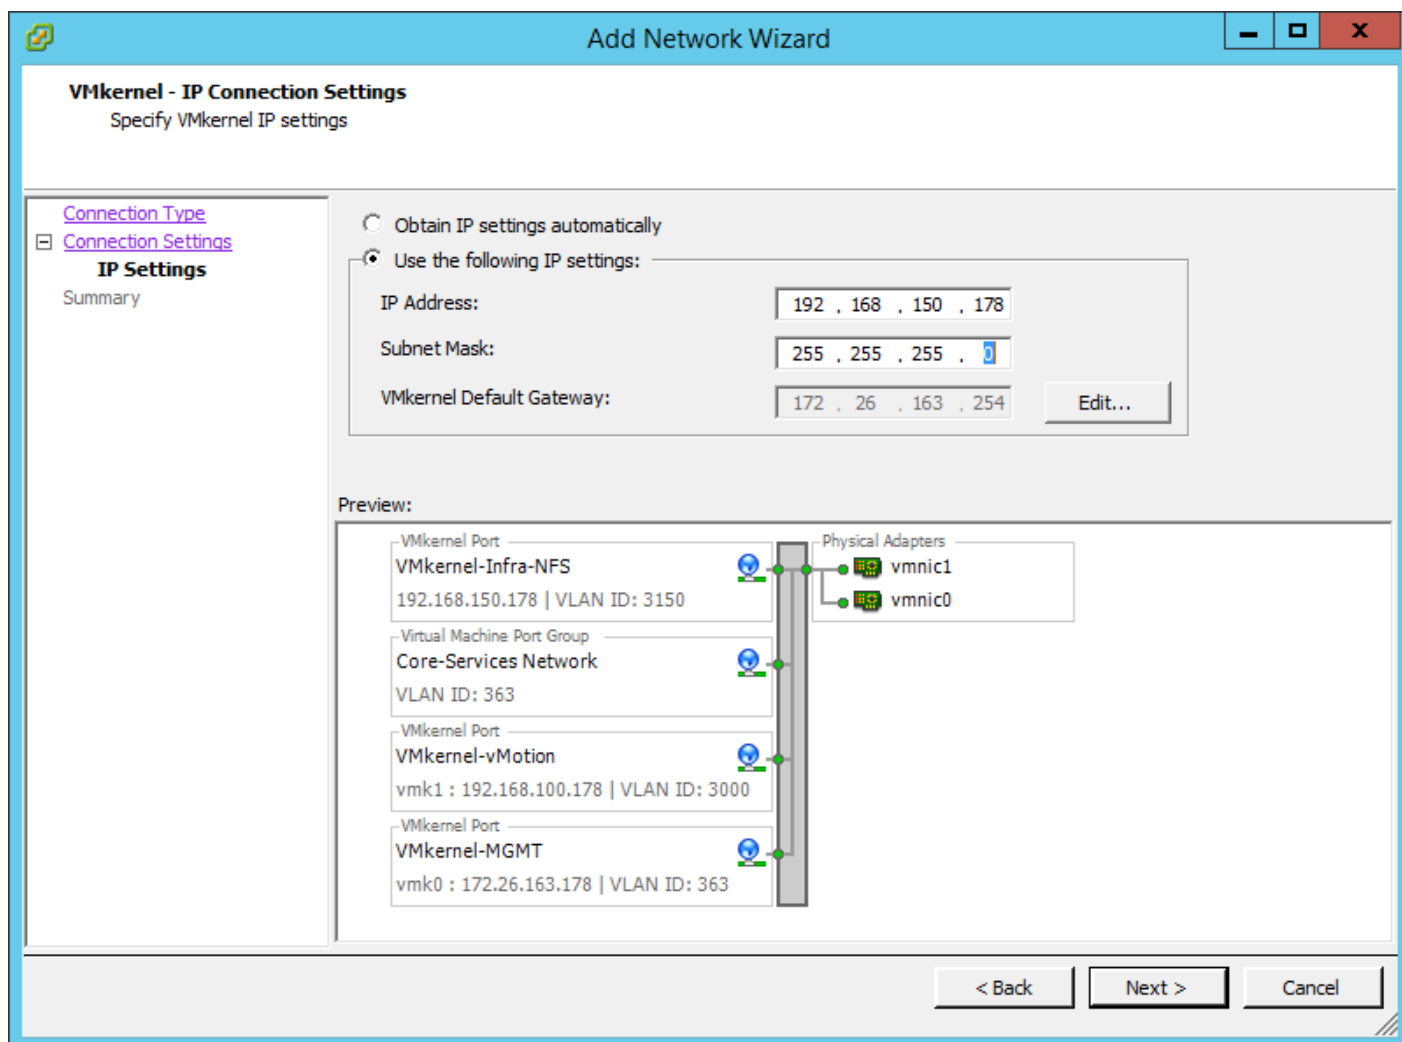 Add Network Wizard
VMkernel - IP Connection Settings
Specify VMkernel IP settings
Connection Type
Connection Settings
IP Settings
Summary
Obtain IP settings automatically
Use the following IP settings:
IP Address: 192 . 168 . 150 . 178
Subnet Mask: 255 . 255 . 255 . 0
VMkernel Default Gateway: 172 . 26 . 163 . 254 Edit...
Preview:
VMkernel Port
VMkernel-Infra-NFS
192.168.150.178 | VLAN ID: 3150
Virtual Machine Port Group
Core-Services Network
VLAN ID: 363
VMkernel Port
VMkernel-vMotion
vmk1 : 192.168.100.178 | VLAN ID: 3000
VMkernel Port
VMkernel-MGMT
vmk0 : 172.26.163.178 | VLAN ID: 363
Physical Adapters
vmnic1
vmnic0
< Back Next > Cancel